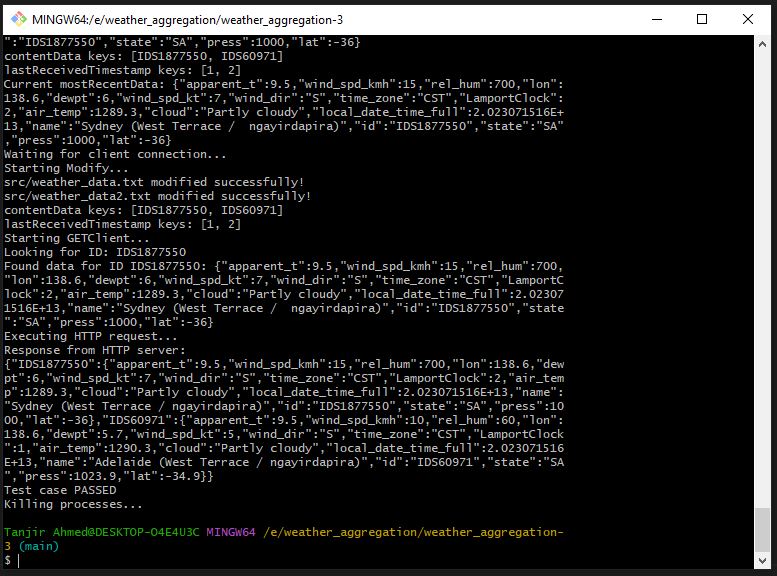 MINGW64:/e/weather_aggregation/weather_aggregation-3
":"IDS1877550","state":"SA","press":1000,"lat":-36}
contentData keys: [IDS1877550, IDS60971]
lastReceivedTimestamp keys: [1, 2]
Current mostRecentData: {"apparent_t":9.5,"wind_spd_kmh":15,"rel_hum":700,"lon":
138.6,"dewpt":6,"wind_spd_kt":7,"wind_dir":"S","time_zone":"CST","LamportClock":
2,"air_temp":1289.3,"cloud":"Partly cloudy","local_date_time_full":2.023071516E+
13,"name":"Sydney (West Terrace /  ngayirdapira)","id":"IDS1877550","state":"SA"
,"press":1000,"lat":-36}
Waiting for client connection...
Starting Modify...
src/weather_data.txt modified successfully!
src/weather_data2.txt modified successfully!
contentData keys: [IDS1877550, IDS60971]
lastReceivedTimestamp keys: [1, 2]
Starting GETClient...
Looking for ID: IDS1877550
Found data for ID IDS1877550: {"apparent_t":9.5,"wind_spd_kmh":15,"rel_hum":700,
"lon":138.6,"dewpt":6,"wind_spd_kt":7,"wind_dir":"S","time_zone":"CST","LamportC
lock":2,"air_temp":1289.3,"cloud":"Partly cloudy","local_date_time_full":2.02307
1516E+13,"name":"Sydney (West Terrace /  ngayirdapira)","id":"IDS1877550","state
":"SA","press":1000,"lat":-36}
Executing HTTP request...
Response from HTTP server:
{"IDS1877550":{"apparent_t":9.5,"wind_spd_kmh":15,"rel_hum":700,"lon":138.6,"dew
pt":6,"wind_spd_kt":7,"wind_dir":"S","time_zone":"CST","LamportClock":2,"air_tem
p":1289.3,"cloud":"Partly cloudy","local_date_time_full":2.023071516E+13,"name":
"Sydney (West Terrace / ngayirdapira)","id":"IDS1877550","state":"SA","press":10
00,"lat":-36},"IDS60971":{"apparent_t":9.5,"wind_spd_kmh":10,"rel_hum":60,"lon":
138.6,"dewpt":5.7,"wind_spd_kt":5,"wind_dir":"S","time_zone":"CST","LamportClock
":1,"air_temp":1290.3,"cloud":"Partly cloudy","local_date_time_full":2.023071516
E+13,"name":"Adelaide (West Terrace / ngayirdapira)","id":"IDS60971","state":"SA
","press":1023.9,"lat":-34.9}}
Test case PASSED
Killing processes...
Tanjir Ahmed@DESKTOP-O4E4U3C MINGW64 /e/weather_aggregation/weather_aggregation-
3 (main)
$